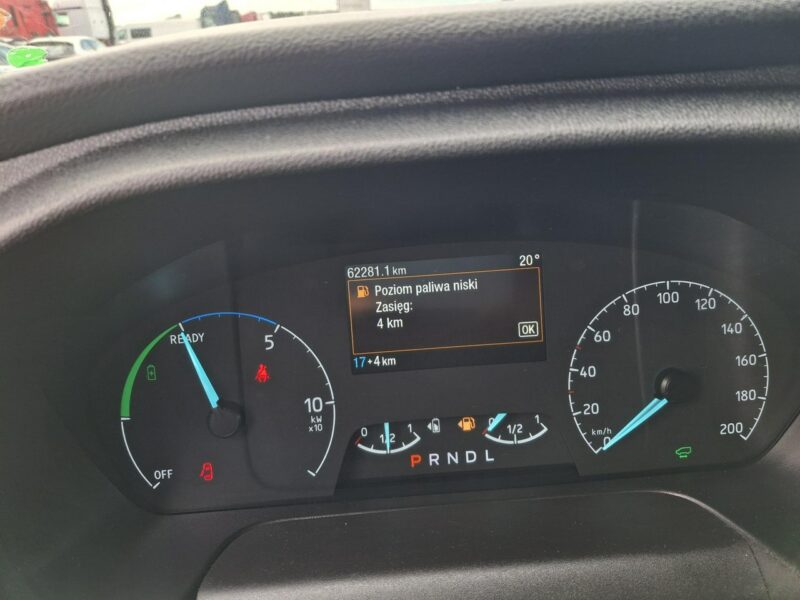 62281.1 km
20°
Poziom paliwa niski
Zasięg:
4 km
OK
17+4 km
READY
5
10
kW
x10
OFF
0
1/2
1
0
1/2
1
P R N D L
0
20
40
60
80
100
120
140
160
180
200
km/h